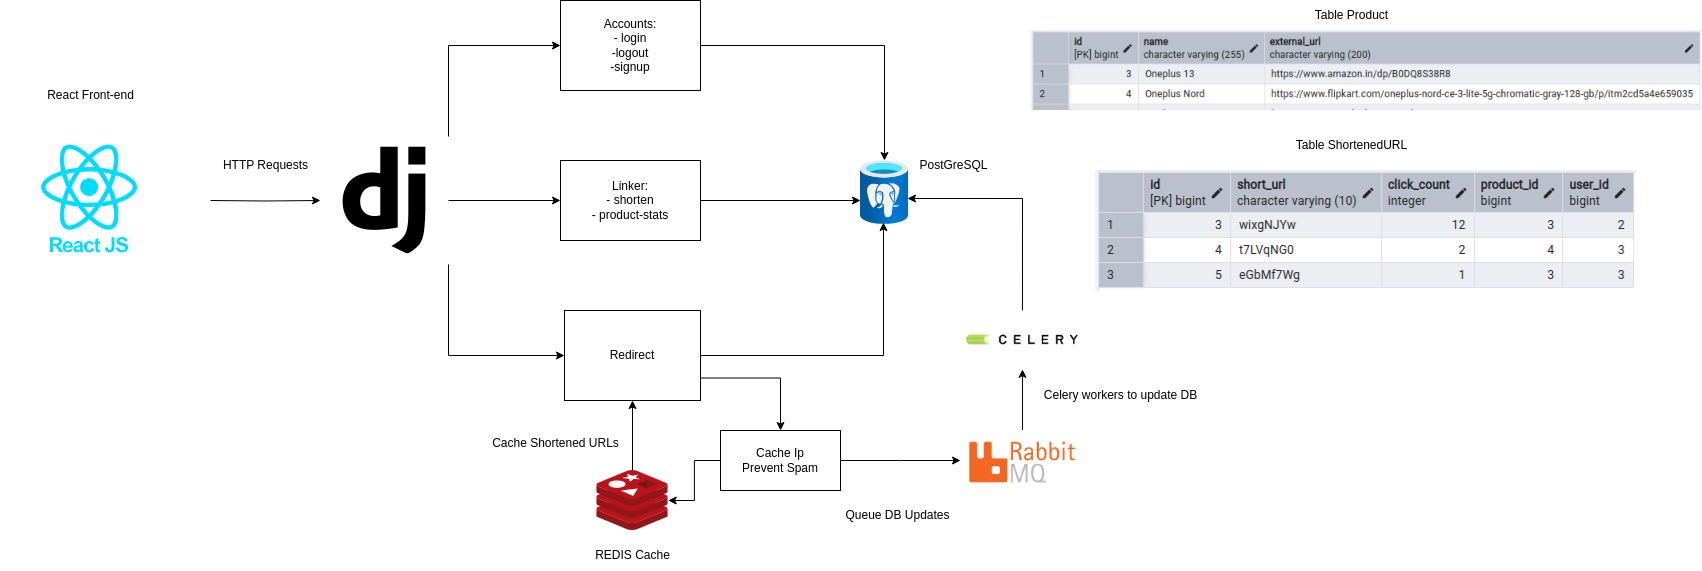 React Front-end
React JS
HTTP Requests
dj
Accounts:
- login
-logout
-signup
Linker:
- shorten
- product-stats
Redirect
Cache Shortened URLs
REDIS Cache
Cache Ip
Prevent Spam
Queue DB Updates
PostGreSQL
CELERY
Celery workers to update DB
RabbitMQ
Table Product
id name external_url
[PK] bigint character varying (255) character varying (200)
1 3 Oneplus 13 https://www.amazon.in/dp/B0DQ8S38R8
2 4 Oneplus Nord https://www.flipkart.com/oneplus-nord-ce-3-lite-5g-chromatic-gray-128-gb/p/itm2cd5a4e659035
Table ShortenedURL
id short_url click_count product_id user_id
[PK] bigint character varying (10) integer bigint bigint
1 3 wixgNJYw 12 3 2
2 4 t7LVqNG0 2 4 3
3 5 eGbMf7Wg 1 3 3